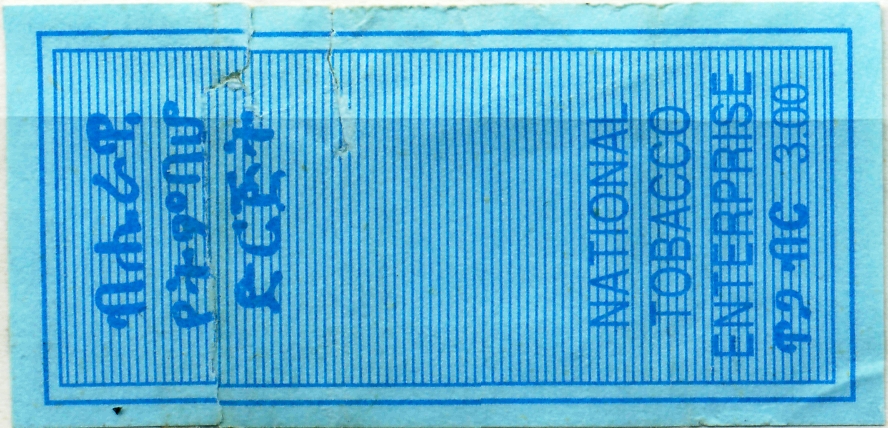 ብሔራዊ
የትምባሆ
ድርጅት
NATIONAL
TOBACCO
ENTERPRISE
ዋጋ ብር 3.00